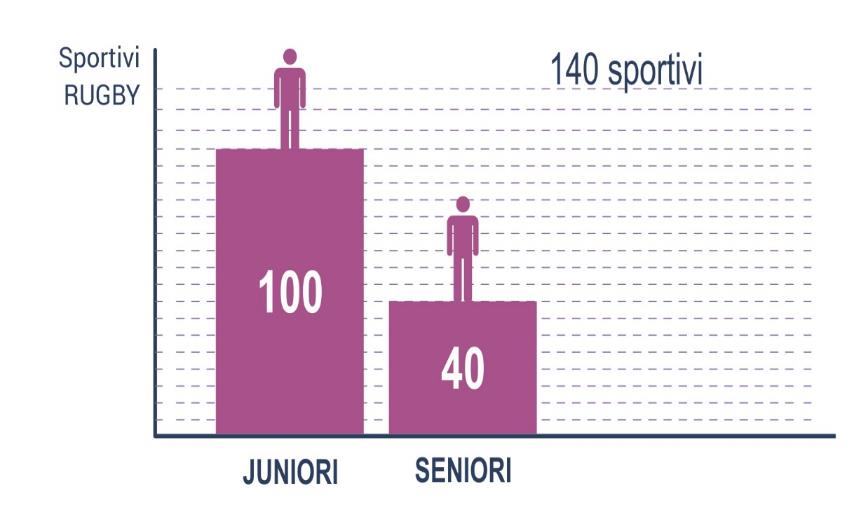 Sportivi
RUGBY
140 sportivi
100
40
JUNIORI
SENIORI